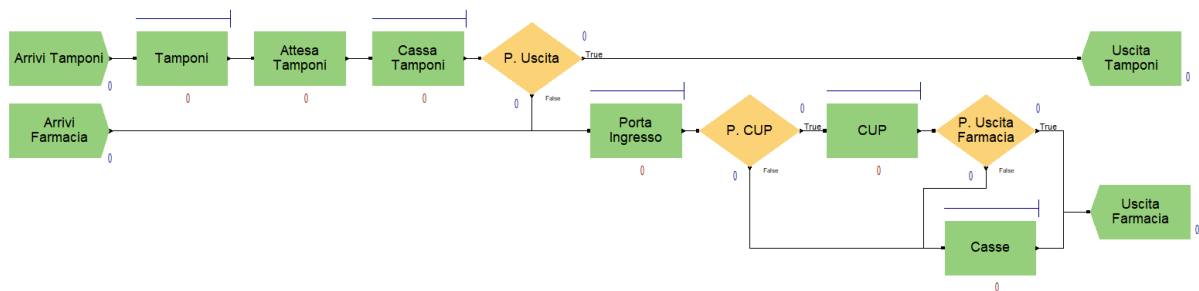 Arrivi Tamponi
0
Tamponi
0
Attesa
Tamponi
0
Cassa
Tamponi
0
P. Uscita
0
True
0
False
Uscita
Tamponi
0
Arrivi
Farmacia
0
Porta
Ingresso
0
P. CUP
0
True
0
False
CUP
0
P. Uscita
Farmacia
0
True
0
False
Casse
0
Uscita
Farmacia
0